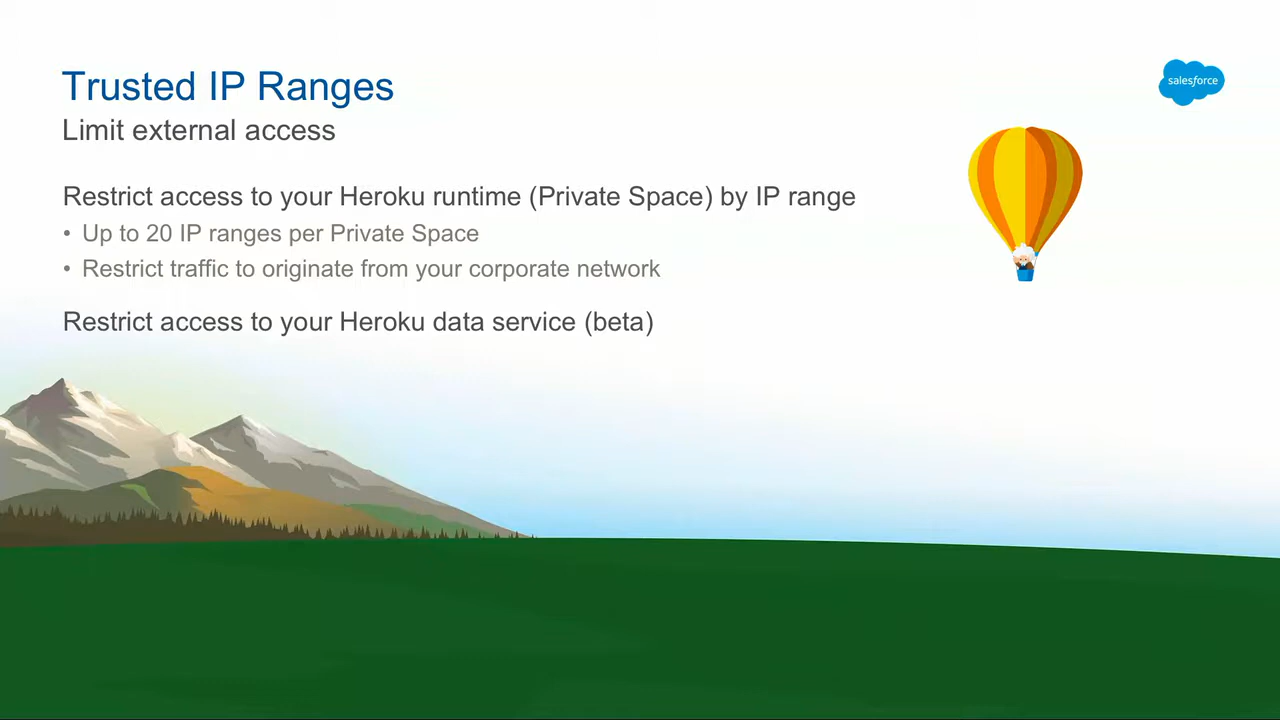 Trusted IP Ranges
salesforce
Limit external access
Restrict access to your Heroku runtime (Private Space) by IP range
• Up to 20 IP ranges per Private Space
• Restrict traffic to originate from your corporate network
Restrict access to your Heroku data service (beta)